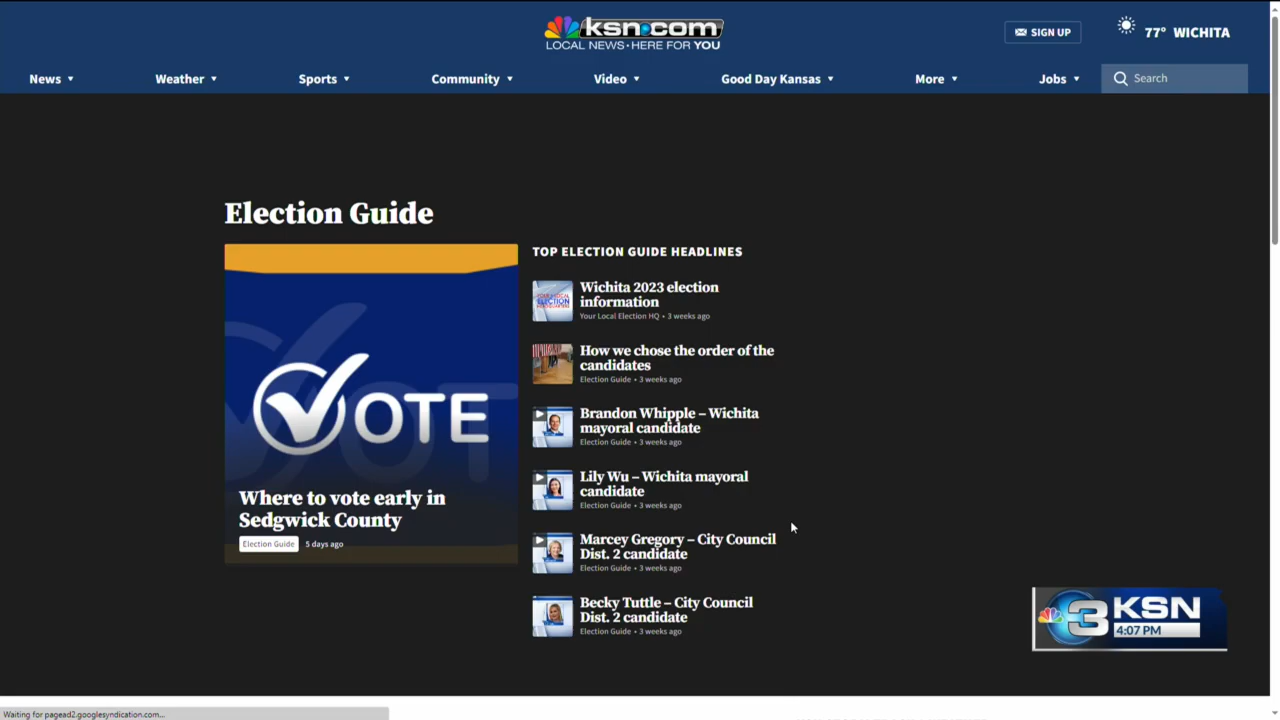 ksn.com
LOCAL NEWS • HERE FOR YOU
SIGN UP
77° WICHITA
News
Weather
Sports
Community
Video
Good Day Kansas
More
Jobs
Search
Election Guide
VOTE
Where to vote early in
Sedgwick County
Election Guide
5 days ago
TOP ELECTION GUIDE HEADLINES
Wichita 2023 election
information
Your Local Election HQ • 3 weeks ago
How we chose the order of the
candidates
Election Guide • 3 weeks ago
Brandon Whipple – Wichita
mayoral candidate
Election Guide • 3 weeks ago
Lily Wu – Wichita mayoral
candidate
Election Guide • 3 weeks ago
Marcey Gregory – City Council
Dist. 2 candidate
Election Guide • 3 weeks ago
Becky Tuttle – City Council
Dist. 2 candidate
Election Guide • 3 weeks ago
3 KSN
4:07 PM
Waiting for pagead2.googlesyndication.com...